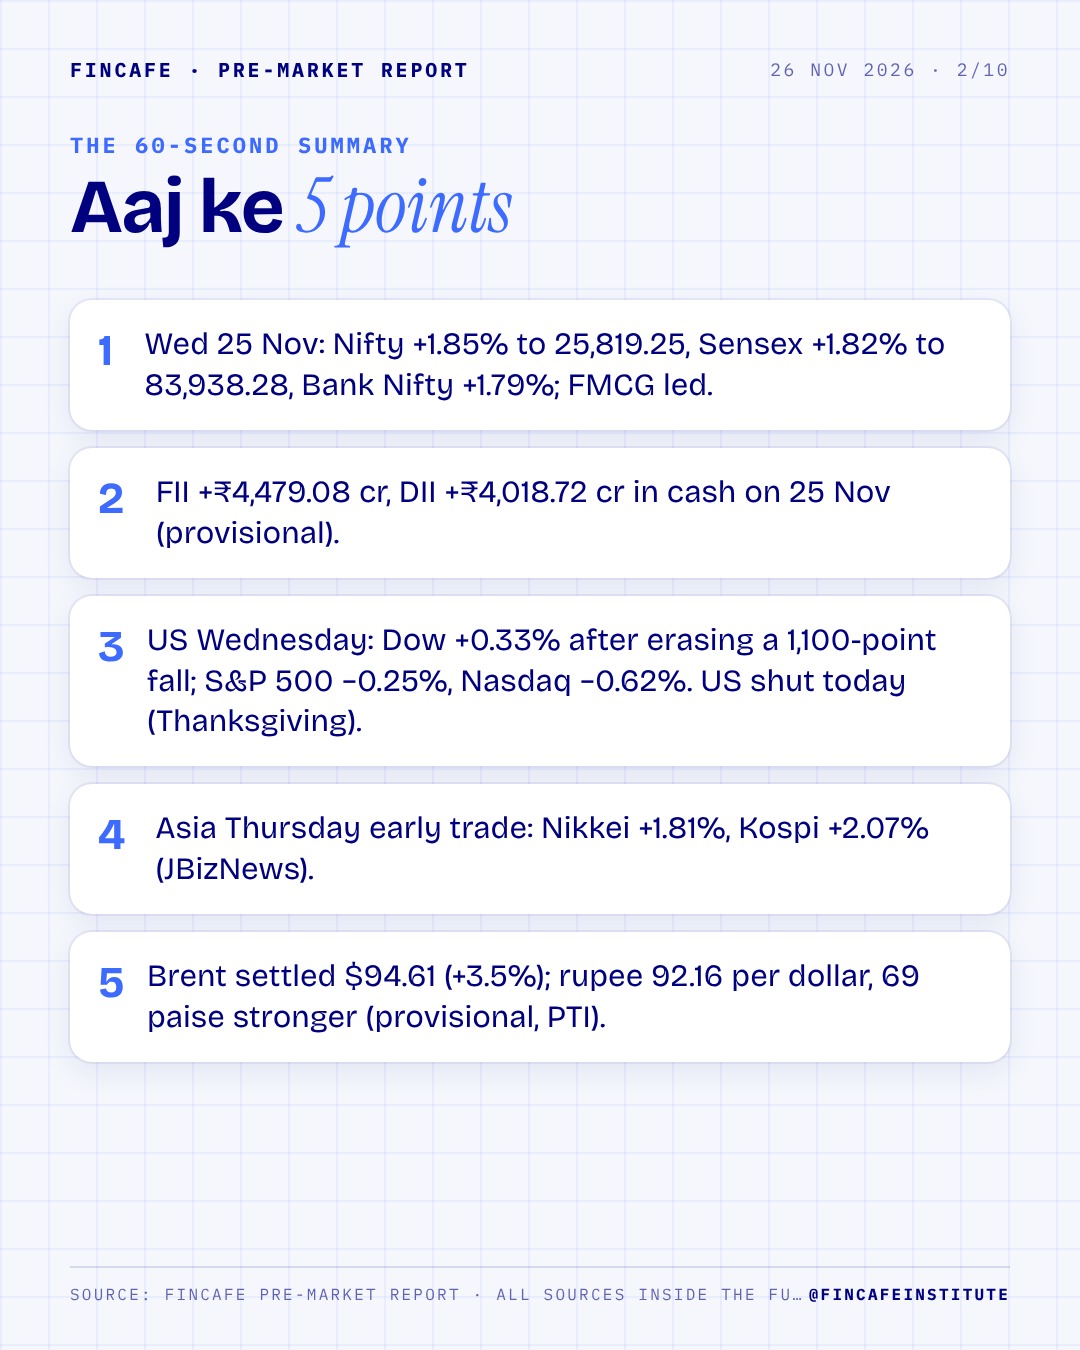 FINCAFE · PRE-MARKET REPORT
26 NOV 2026 · 2/10
THE 60-SECOND SUMMARY
Aaj ke 5 points
1
Wed 25 Nov: Nifty +1.85% to 25,819.25, Sensex +1.82% to
83,938.28, Bank Nifty +1.79%; FMCG led.
2
FII +₹4,479.08 cr, DII +₹4,018.72 cr in cash on 25 Nov
(provisional).
3
US Wednesday: Dow +0.33% after erasing a 1,100-point
fall; S&P 500 −0.25%, Nasdaq −0.62%. US shut today
(Thanksgiving).
4
Asia Thursday early trade: Nikkei +1.81%, Kospi +2.07%
(JBizNews).
5
Brent settled $94.61 (+3.5%); rupee 92.16 per dollar, 69
paise stronger (provisional, PTI).
SOURCE: FINCAFE PRE-MARKET REPORT · ALL SOURCES INSIDE THE FU… @FINCAFEINSTITUTE